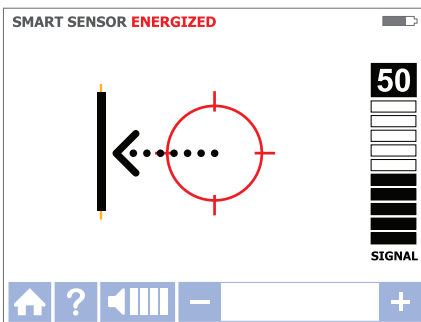 SMART SENSOR ENERGIZED
50
SIGNAL
?
− +